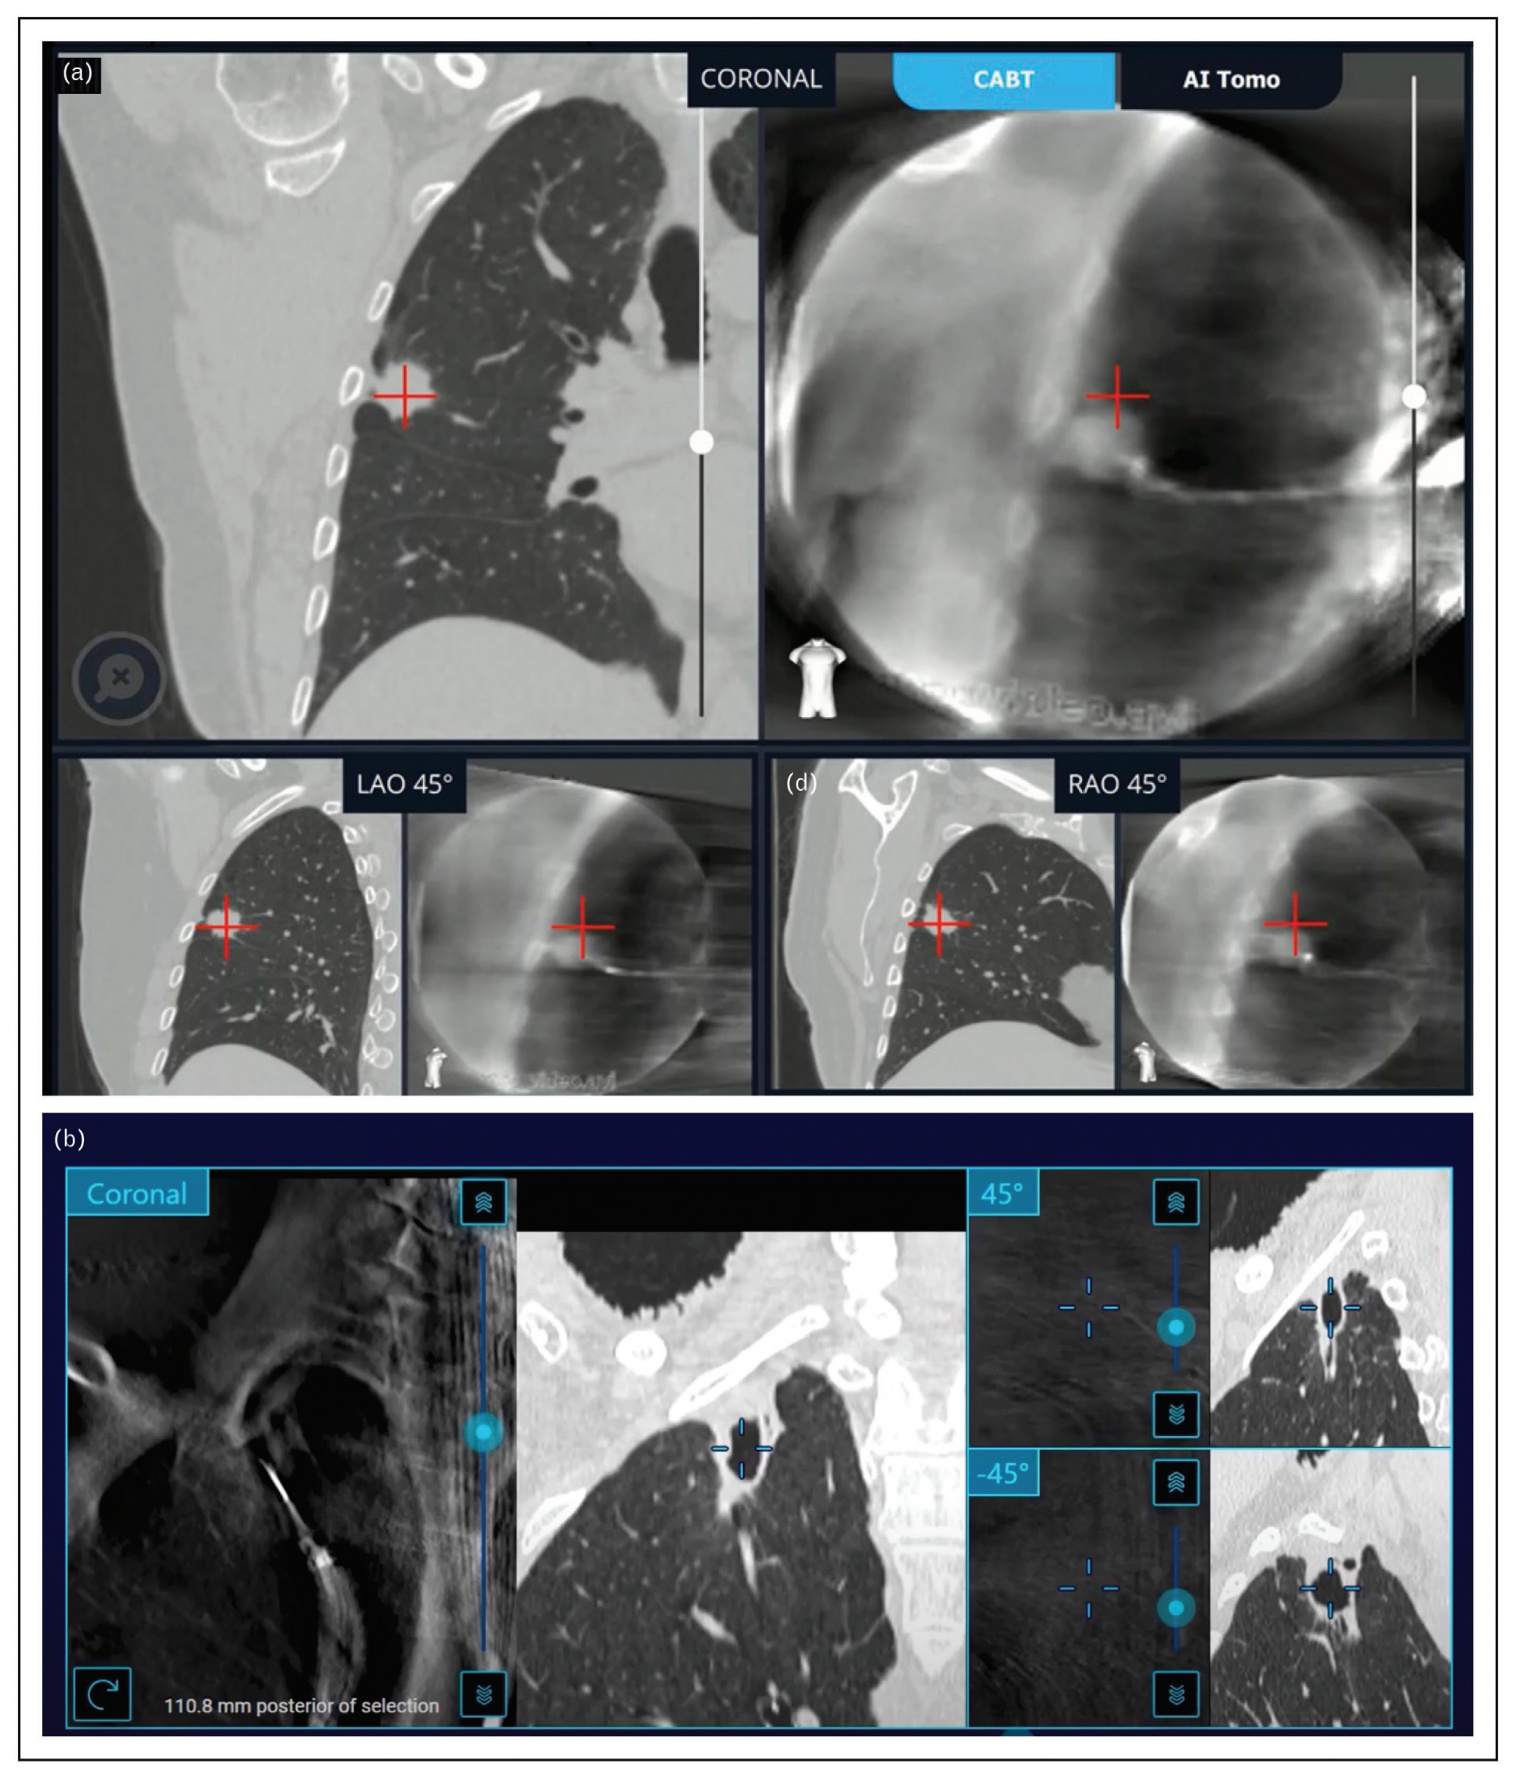 (a)
CORONAL
CABT
AI Tomo
LAO 45°
(d)
RAO 45°
(b)
Coronal
45°
-45°
110.8 mm posterior of selection